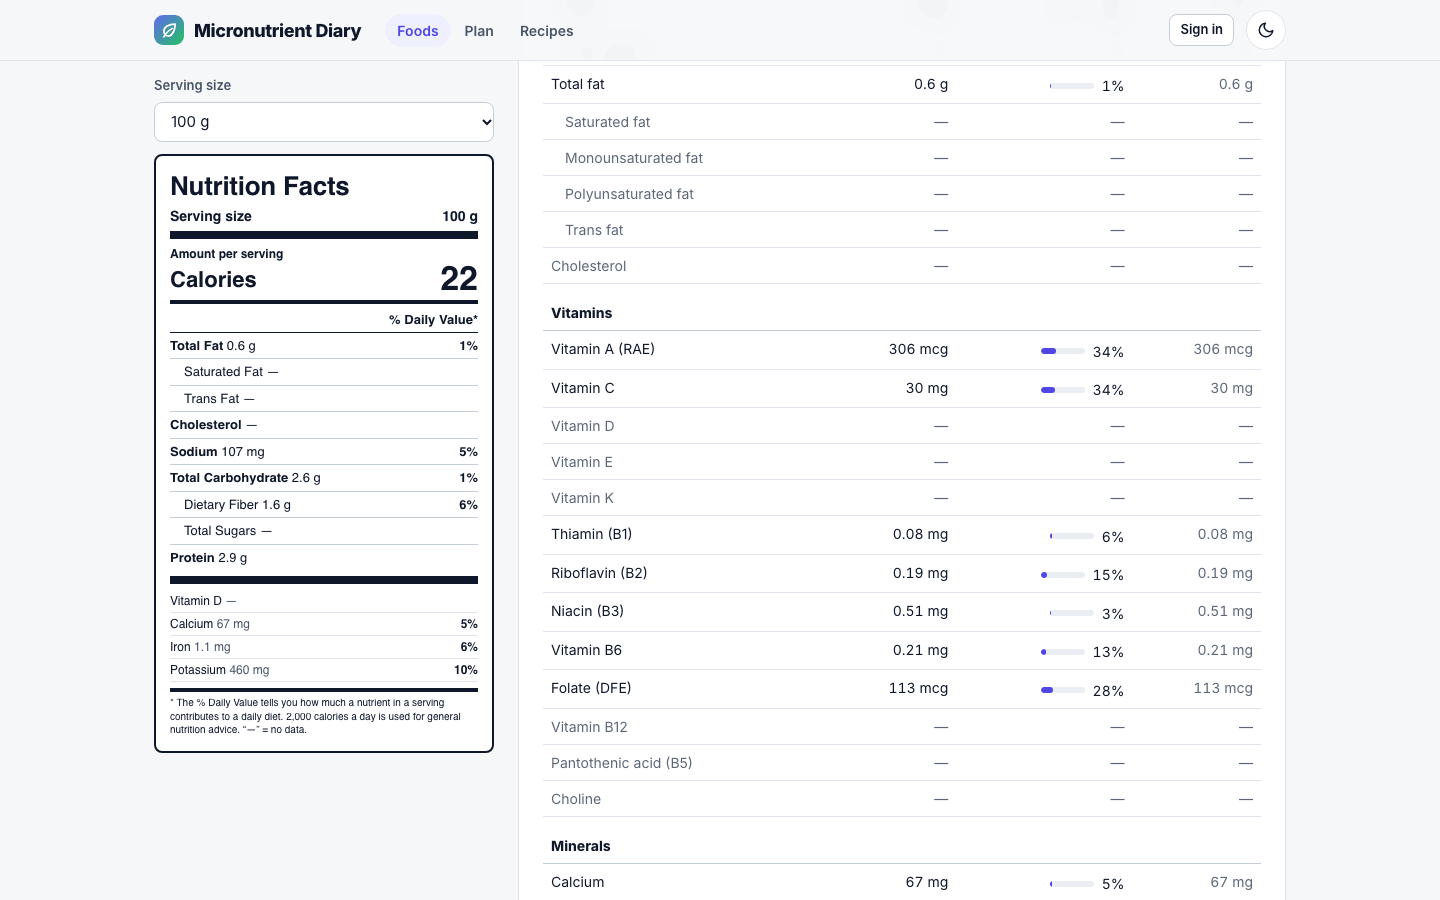 Micronutrient Diary
Foods
Plan
Recipes
Sign in
Serving size
100 g
Nutrition Facts
Serving size 100 g
Amount per serving
Calories 22
% Daily Value*
Total Fat 0.6 g 1%
Saturated Fat —
Trans Fat —
Cholesterol —
Sodium 107 mg 5%
Total Carbohydrate 2.6 g 1%
Dietary Fiber 1.6 g 6%
Total Sugars —
Protein 2.9 g
Vitamin D —
Calcium 67 mg 5%
Iron 1.1 mg 6%
Potassium 460 mg 10%
* The % Daily Value tells you how much a nutrient in a serving
contributes to a daily diet. 2,000 calories a day is used for general
nutrition advice. “—” = no data.
Total fat 0.6 g 1% 0.6 g
Saturated fat — — —
Monounsaturated fat — — —
Polyunsaturated fat — — —
Trans fat — — —
Cholesterol — — —
Vitamins
Vitamin A (RAE) 306 mcg 34% 306 mcg
Vitamin C 30 mg 34% 30 mg
Vitamin D — — —
Vitamin E — — —
Vitamin K — — —
Thiamin (B1) 0.08 mg 6% 0.08 mg
Riboflavin (B2) 0.19 mg 15% 0.19 mg
Niacin (B3) 0.51 mg 3% 0.51 mg
Vitamin B6 0.21 mg 13% 0.21 mg
Folate (DFE) 113 mcg 28% 113 mcg
Vitamin B12 — — —
Pantothenic acid (B5) — — —
Choline — — —
Minerals
Calcium 67 mg 5% 67 mg